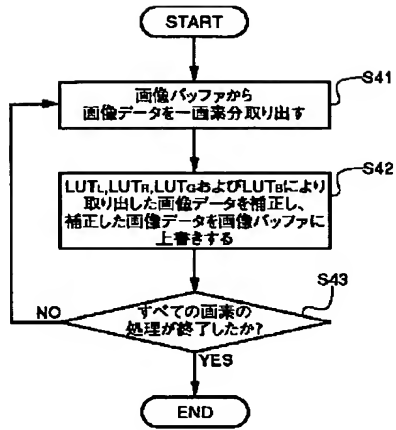 START
画像バッファから
画像データを一画素分取り出す
S41
LUTL,LUTR,LUTGおよびLUTBにより
取り出した画像データを補正し、
補正した画像データを画像バッファに
上書きする
S42
すべての画素の
処理が終了したか?
S43
NO
YES
END